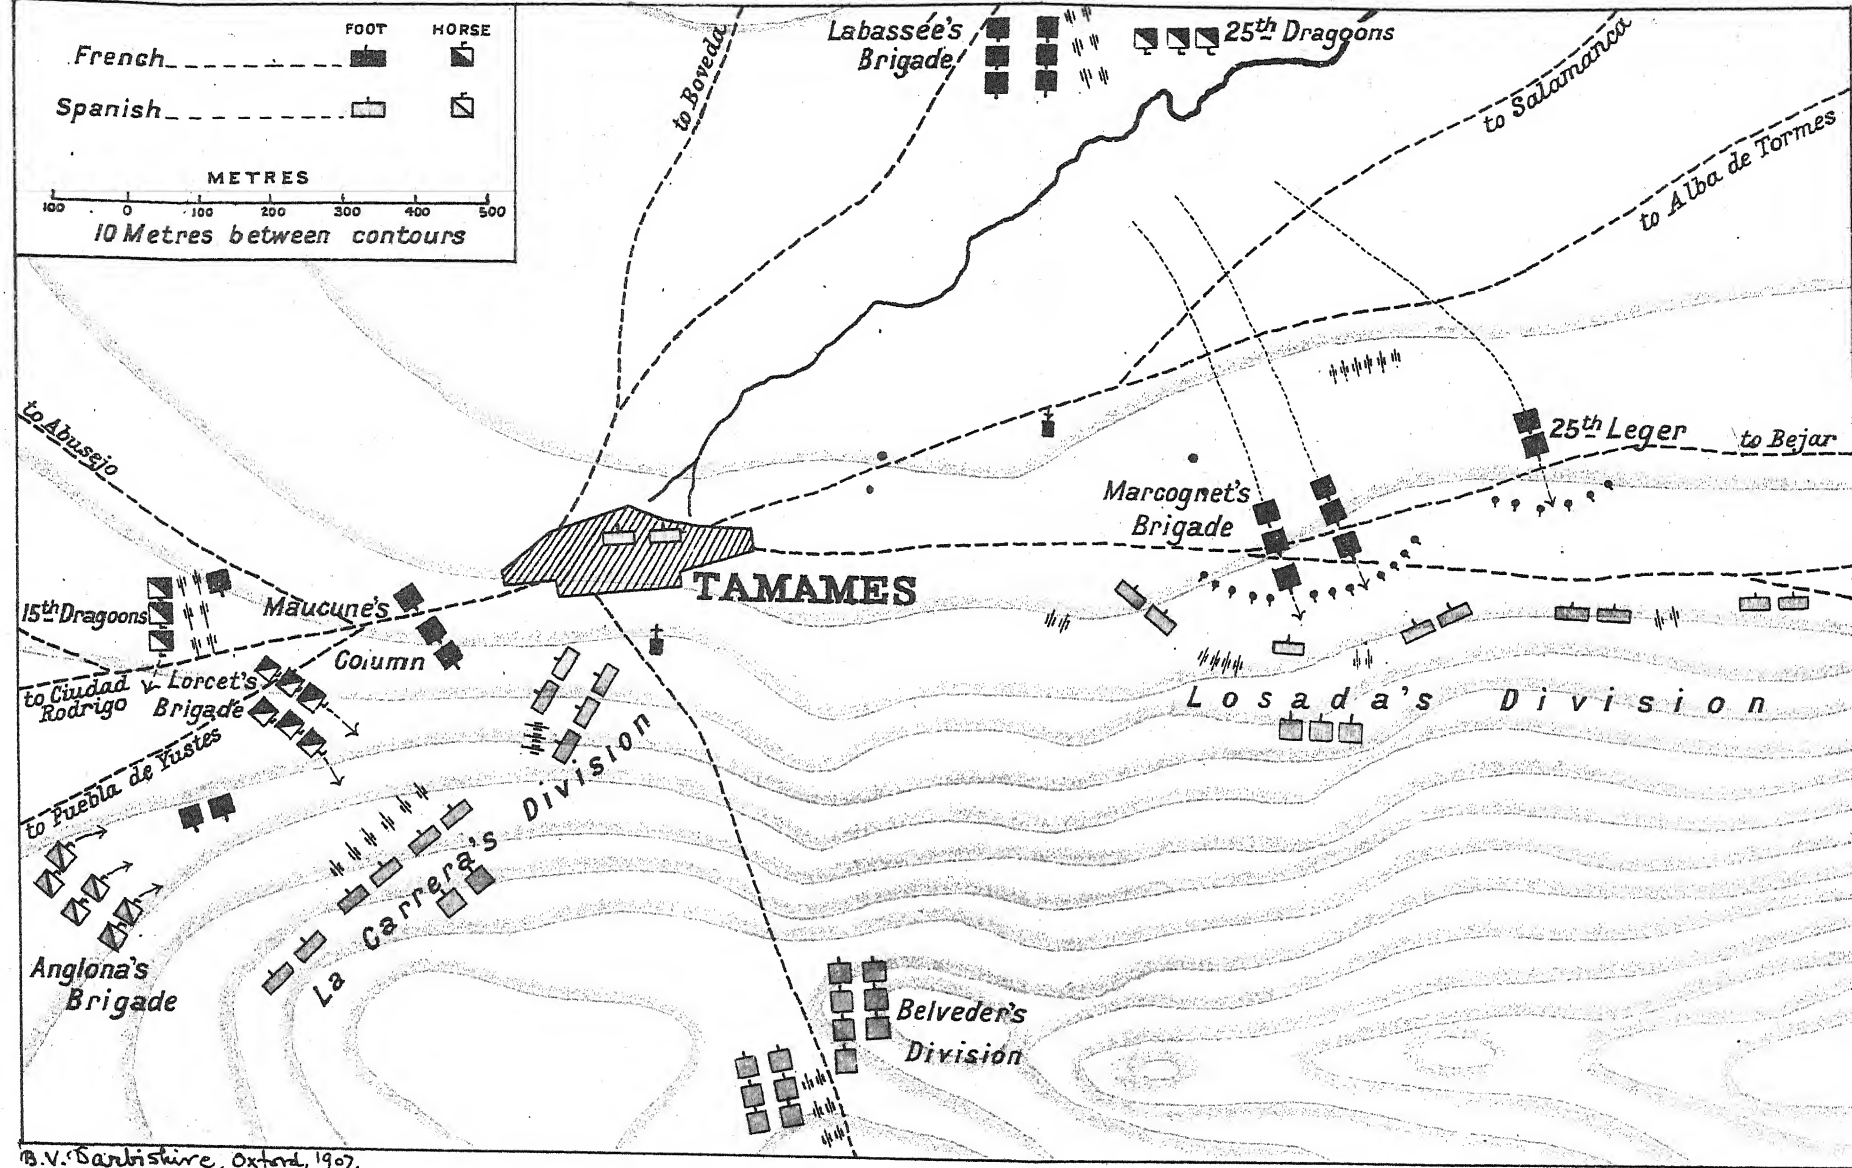 FOOT HORSE
French
Spanish
METRES
100 0 100 200 300 400 500
10 Metres between contours
to Boveda
Labassée's
Brigade
25th Dragoons
to Salamanca
to Alba de Tormes
to Abusejo
25th Leger
to Bejar
Marcognet's
Brigade
TAMAMES
15th Dragoons
Maucune's
Column
to Ciudad
Rodrigo
Lorcet's
Brigade
to Puebla de Yustes
Losada's Division
La Carrera's Division
Anglona's
Brigade
Belveder's
Division
B.V. Darbishire, Oxford, 1907.